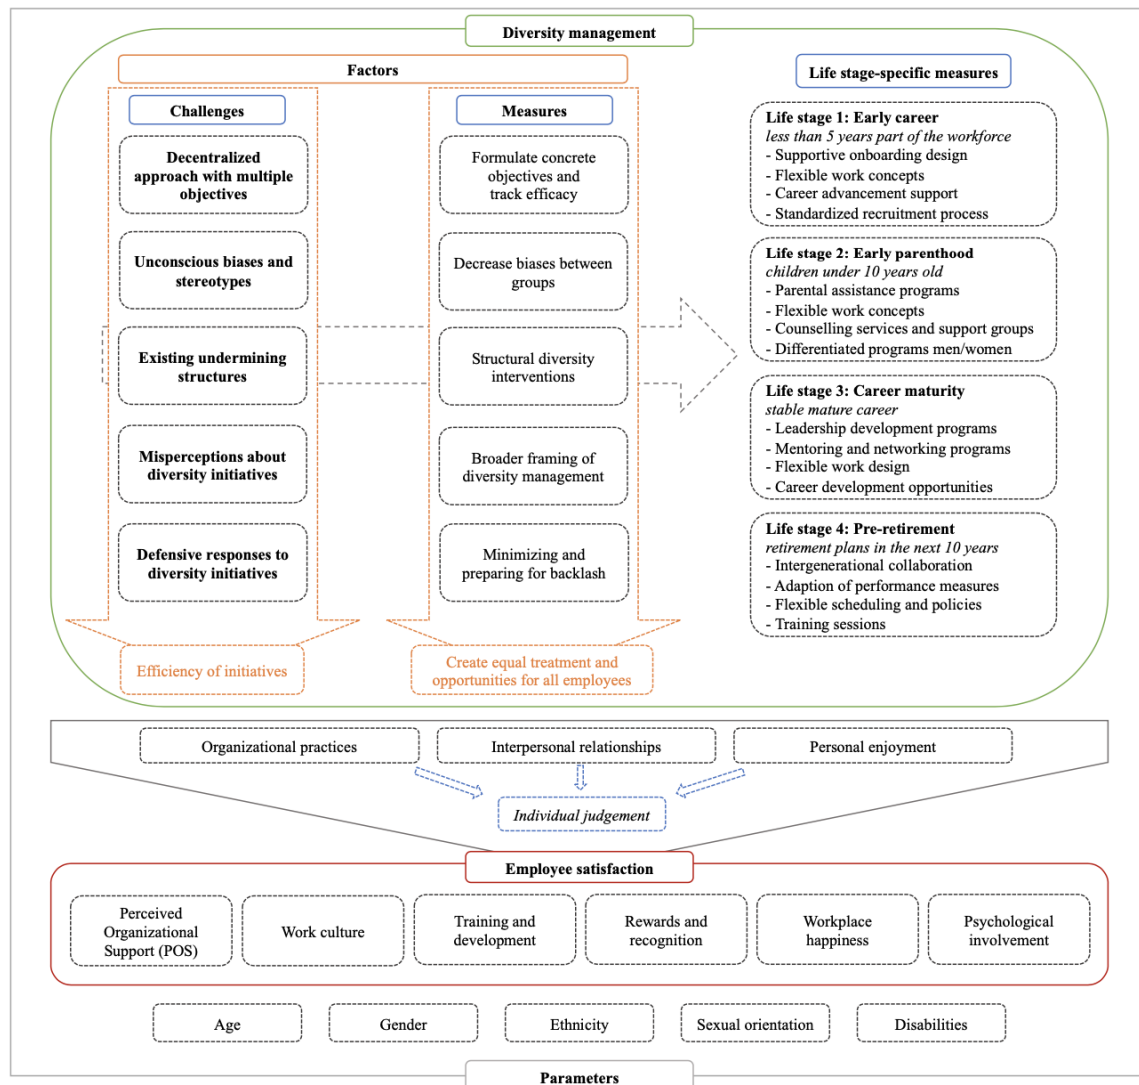 Diversity management
Factors
Challenges
Decentralized
approach with multiple
objectives
Unconscious biases and
stereotypes
Existing undermining
structures
Misperceptions about
diversity initiatives
Defensive responses to
diversity initiatives
Efficiency of initiatives
Measures
Formulate concrete
objectives and
track efficacy
Decrease biases between
groups
Structural diversity
interventions
Broader framing of
diversity management
Minimizing and
preparing for backlash
Create equal treatment and
opportunities for all employees
Life stage-specific measures
Life stage 1: Early career
less than 5 years part of the workforce
- Supportive onboarding design
- Flexible work concepts
- Career advancement support
- Standardized recruitment process
Life stage 2: Early parenthood
children under 10 years old
- Parental assistance programs
- Flexible work concepts
- Counselling services and support groups
- Differentiated programs men/women
Life stage 3: Career maturity
stable mature career
- Leadership development programs
- Mentoring and networking programs
- Flexible work design
- Career development opportunities
Life stage 4: Pre-retirement
retirement plans in the next 10 years
- Intergenerational collaboration
- Adaption of performance measures
- Flexible scheduling and policies
- Training sessions
Organizational practices
Interpersonal relationships
Personal enjoyment
Individual judgement
Employee satisfaction
Perceived
Organizational
Support (POS)
Work culture
Training and
development
Rewards and
recognition
Workplace
happiness
Psychological
involvement
Age
Gender
Ethnicity
Sexual orientation
Disabilities
Parameters